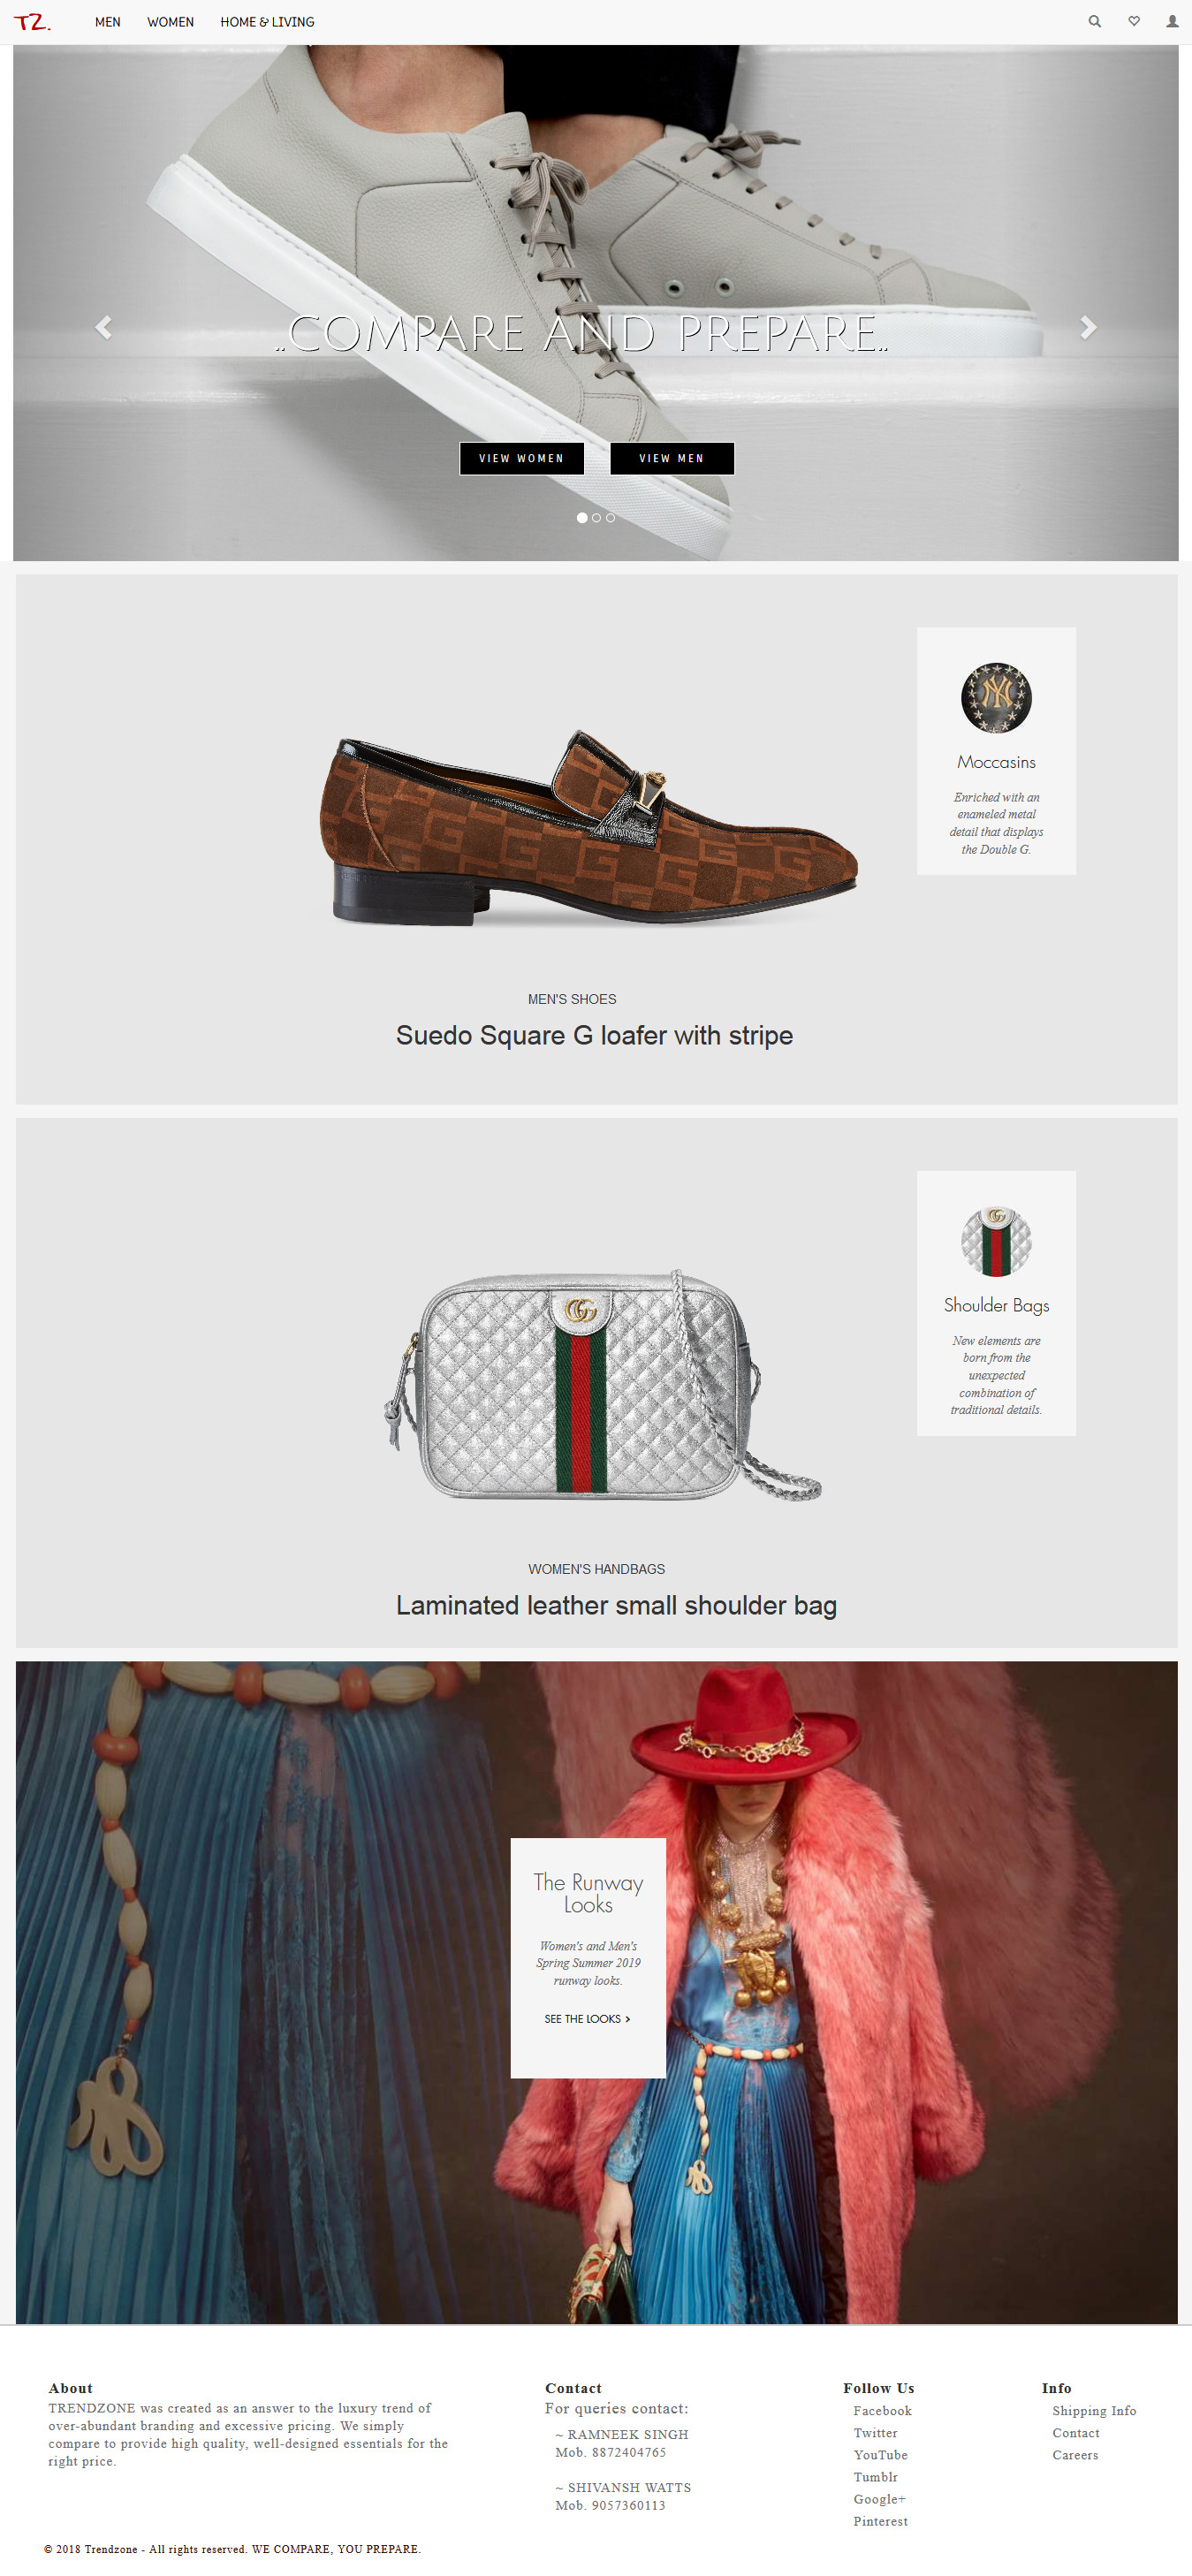 TZ.
MEN
WOMEN
HOME & LIVING
..COMPARE AND PREPARE..
VIEW WOMEN
VIEW MEN
Moccasins
Enriched with an
enameled metal
detail that displays
the Double G.
MEN'S SHOES
Suedo Square G loafer with stripe
Shoulder Bags
New elements are
born from the
unexpected
combination of
traditional details.
WOMEN'S HANDBAGS
Laminated leather small shoulder bag
The Runway
Looks
Women's and Men's
Spring Summer 2019
runway looks.
SEE THE LOOKS >
About
TRENDZONE was created as an answer to the luxury trend of
over-abundant branding and excessive pricing. We simply
compare to provide high quality, well-designed essentials for the
right price.
Contact
For queries contact:
~ RAMNEEK SINGH
Mob. 8872404765
~ SHIVANSH WATTS
Mob. 9057360113
Follow Us
Facebook
Twitter
YouTube
Tumblr
Google+
Pinterest
Info
Shipping Info
Contact
Careers
© 2018 Trendzone - All rights reserved. WE COMPARE, YOU PREPARE.